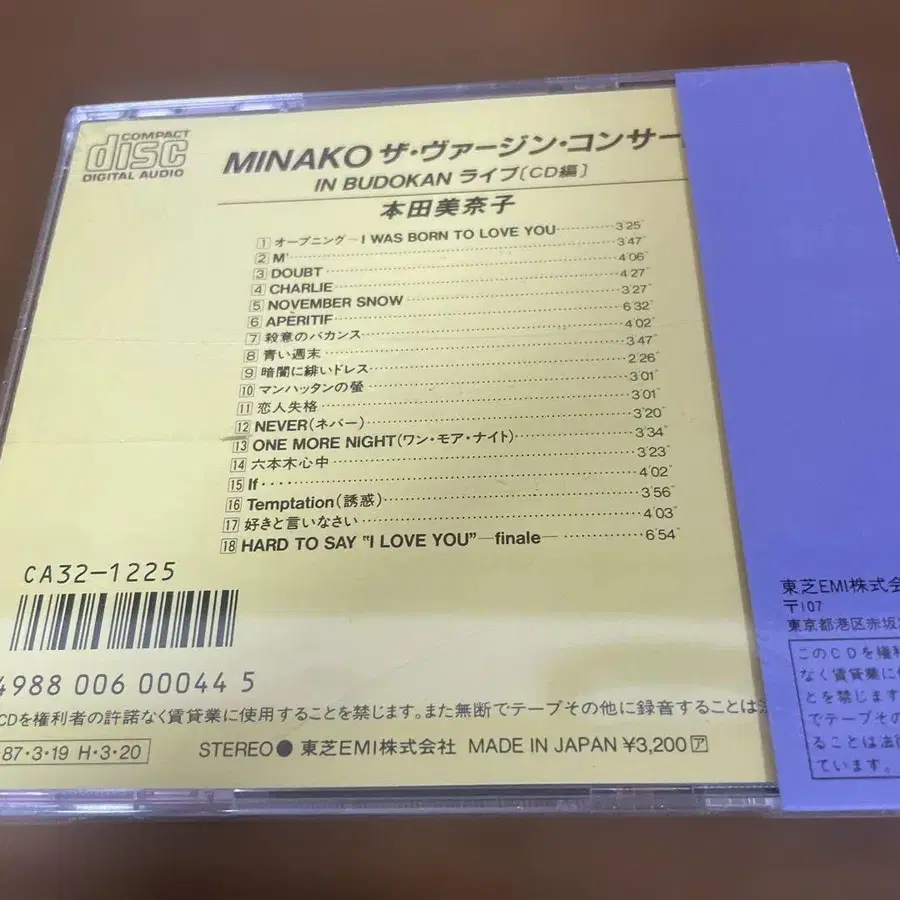 COMPACT
disc
DIGITAL AUDIO
MINAKO ザ・ヴァージン・コンサー
IN BUDOKAN ライブ〔CD編〕
本田美奈子
1 オープニング－I WAS BORN TO LOVE YOU………3'25"
2 M'………3'47"
3 DOUBT………4'06"
4 CHARLIE………4'27"
5 NOVEMBER SNOW………3'27"
6 APÉRITIF………6'32"
7 殺意のバカンス………4'02"
8 青い週末………3'47"
9 暗闇に緋いドレス………2'26"
10 マンハッタンの螢………3'01"
11 恋人失格………3'01"
12 NEVER(ネバー)………3'20"
13 ONE MORE NIGHT(ワン・モア・ナイト)………3'34"
14 六本木心中………3'23"
15 If‥‥………4'02"
16 Temptation(誘惑)………3'56"
17 好きと言いなさい………4'03"
18 HARD TO SAY "I LOVE YOU" —finale—………6'54"
CA32-1225
4988 006 00044 5
CDを権利者の許諾なく賃貸業に使用することを禁じます。また無断でテープその他に録音することは
87・3・19 H・3・20
STEREO● 東芝EMI株式会社 MADE IN JAPAN ¥3,200 ア
東芝EMI株式会
〒107
東京都港区赤坂
このCDを権利
なく賃貸業に使
とを禁じます
でテープその
ることは法
ています。